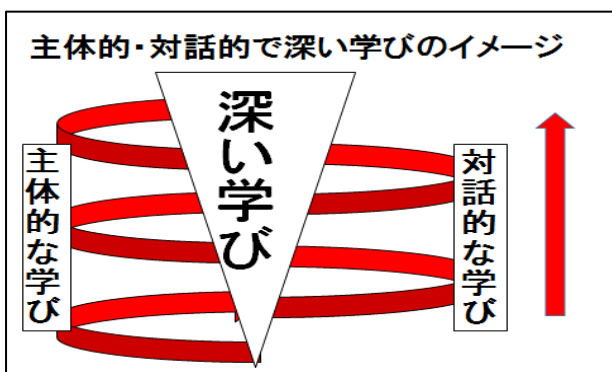 主体的・対話的で深い学びのイメージ
主体的な学び
深い学び
対話的な学び